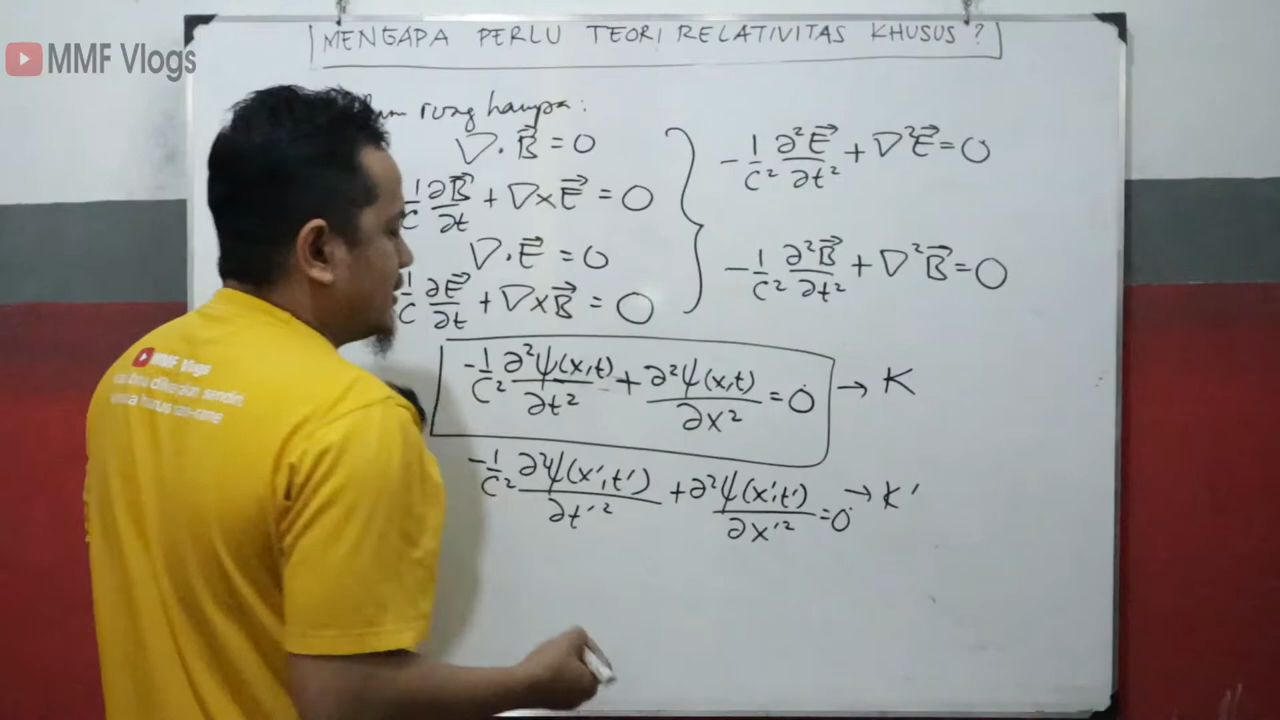 MMF Vlogs
MENGAPA PERLU TEORI RELATIVITAS KHUSUS?
ruang hampa:
∇·B⃗ = 0
1/c ∂B⃗/∂t + ∇×E⃗ = 0
∇·E⃗ = 0
1/c ∂E⃗/∂t + ∇×B⃗ = 0
-1/c² ∂²E⃗/∂t² + ∇²E⃗ = 0
-1/c² ∂²B⃗/∂t² + ∇²B⃗ = 0
-1/c² ∂²ψ(x,t)/∂t² + ∂²ψ(x,t)/∂x² = 0 → K
-1/c² ∂²ψ(x',t')/∂t'² + ∂²ψ(x',t')/∂x'² = 0 → K'
MMF Vlogs